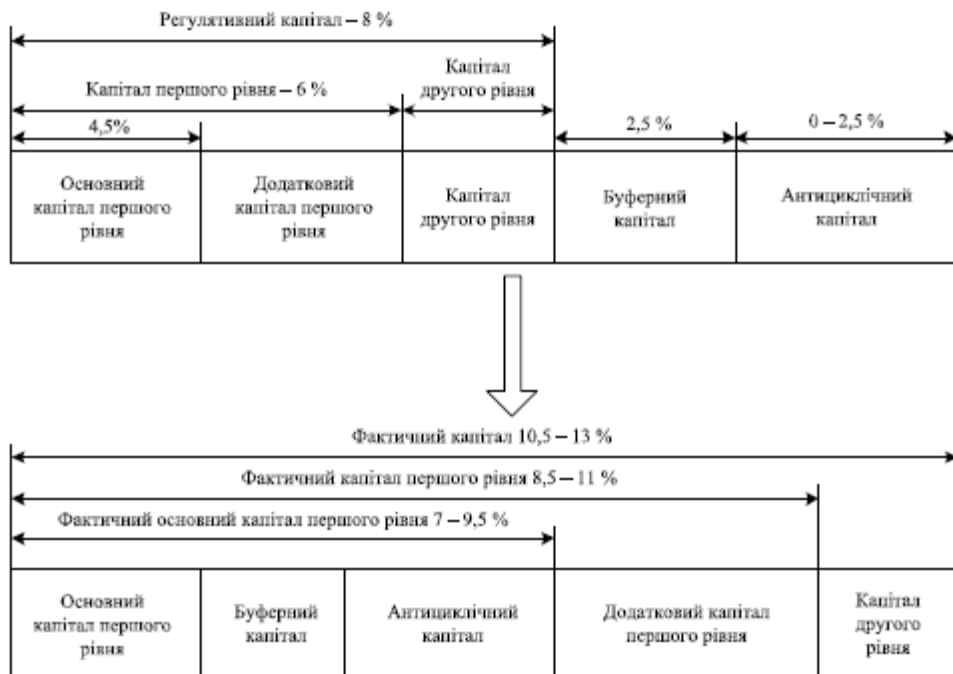 Регулятивний капітал – 8 %
Капітал першого рівня – 6 %
Капітал
другого рівня
4,5%
2,5 %
0 – 2,5 %
Основний
капітал першого
рівня
Додатковий
капітал першого
рівня
Капітал
другого рівня
Буферний
капітал
Антициклічний
капітал
Фактичний капітал 10,5 – 13 %
Фактичний капітал першого рівня 8,5 – 11 %
Фактичний основний капітал першого рівня 7 – 9,5 %
Основний
капітал першого
рівня
Буферний
капітал
Антициклічний
капітал
Додатковий капітал
першого рівня
Капітал
другого
рівня